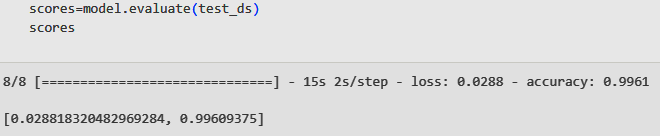 scores=model.evaluate(test_ds)
scores
8/8 [==============================] - 15s 2s/step - loss: 0.0288 - accuracy: 0.9961
[0.028818320482969284, 0.99609375]